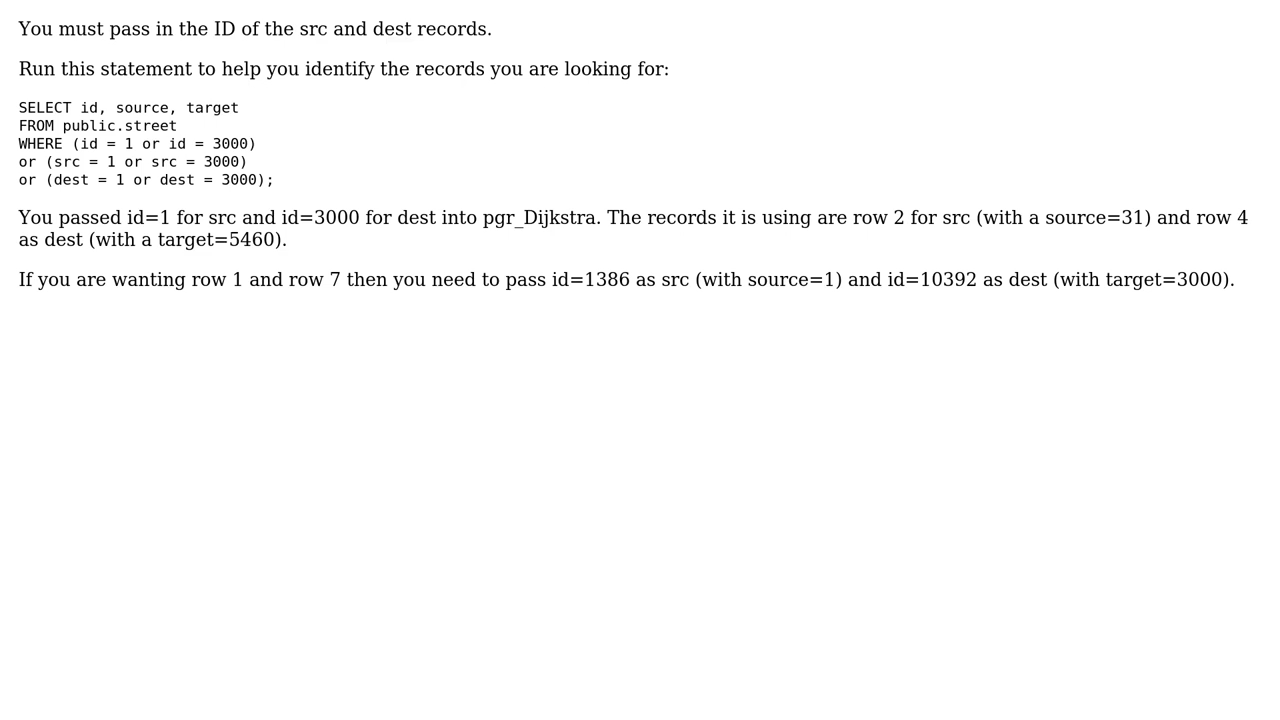 You must pass in the ID of the src and dest records.
Run this statement to help you identify the records you are looking for:
SELECT id, source, target
FROM public.street
WHERE (id = 1 or id = 3000)
or (src = 1 or src = 3000)
or (dest = 1 or dest = 3000);
You passed id=1 for src and id=3000 for dest into pgr_Dijkstra. The records it is using are row 2 for src (with a source=31) and row 4
as dest (with a target=5460).
If you are wanting row 1 and row 7 then you need to pass id=1386 as src (with source=1) and id=10392 as dest (with target=3000).